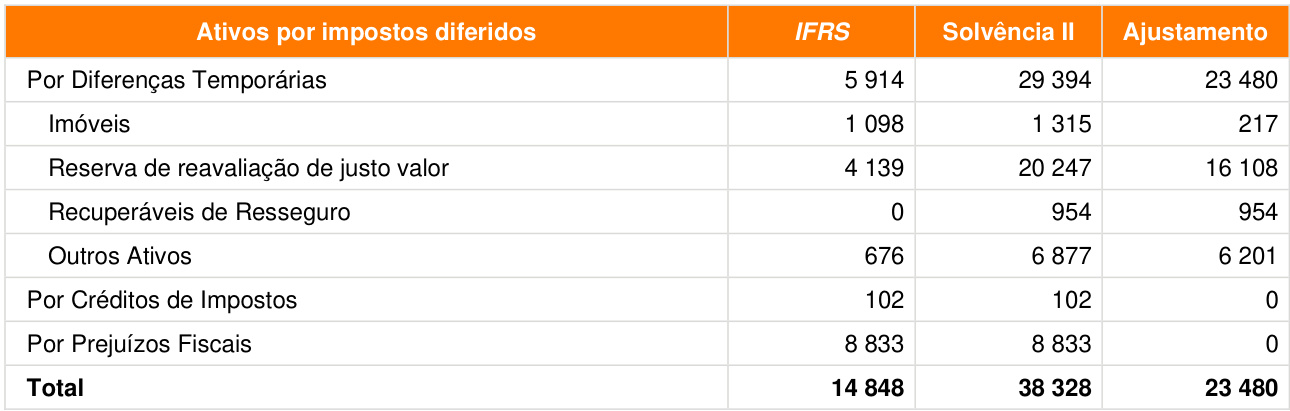 Ativos por impostos diferidos IFRS Solvência II Ajustamento
Por Diferenças Temporárias 5 914 29 394 23 480
Imóveis 1 098 1 315 217
Reserva de reavaliação de justo valor 4 139 20 247 16 108
Recuperáveis de Resseguro 0 954 954
Outros Ativos 676 6 877 6 201
Por Créditos de Impostos 102 102 0
Por Prejuízos Fiscais 8 833 8 833 0
Total 14 848 38 328 23 480